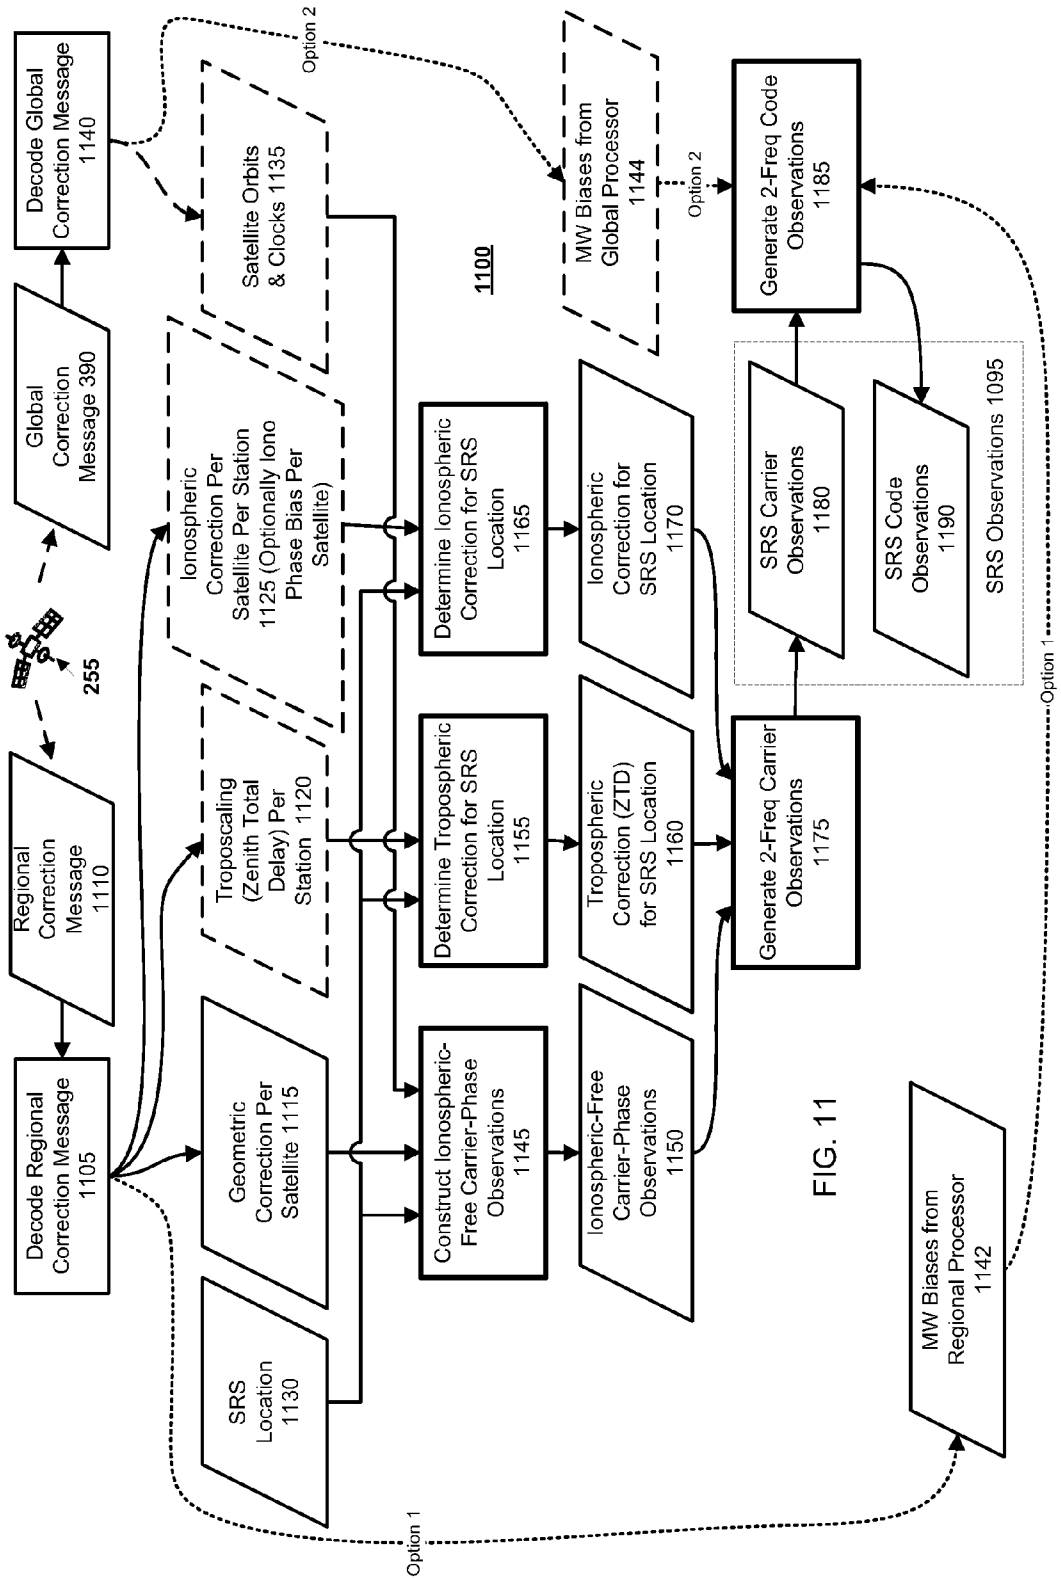 Decode Regional
Correction Message
1105
Regional
Correction
Message
1110
255
Global
Correction
Message 390
Decode Global
Correction Message
1140
SRS
Location
1130
Geometric
Correction Per
Satellite 1115
Troposcaling
(Zenith Total
Delay) Per
Station 1120
Ionospheric
Correction Per
Satellite Per Station
1125 (Optionally Iono
Phase Bias Per
Satellite)
Satellite Orbits
& Clocks 1135
Option 2
Option 1
Construct Ionospheric-
Free Carrier-Phase
Observations
1145
Determine Tropospheric
Correction for SRS
Location
1155
Determine Ionospheric
Correction for SRS
Location
1165
1100
Ionospheric-Free
Carrier-Phase
Observations
1150
Tropospheric
Correction (ZTD)
for SRS Location
1160
Ionospheric
Correction for
SRS Location
1170
MW Biases from
Global Processor
1144
Option 2
Generate 2-Freq Carrier
Observations
1175
SRS Carrier
Observations
1180
Generate 2-Freq Code
Observations
1185
SRS Code
Observations
1190
SRS Observations 1095
FIG. 11
MW Biases from
Regional Processor
1142
Option 1